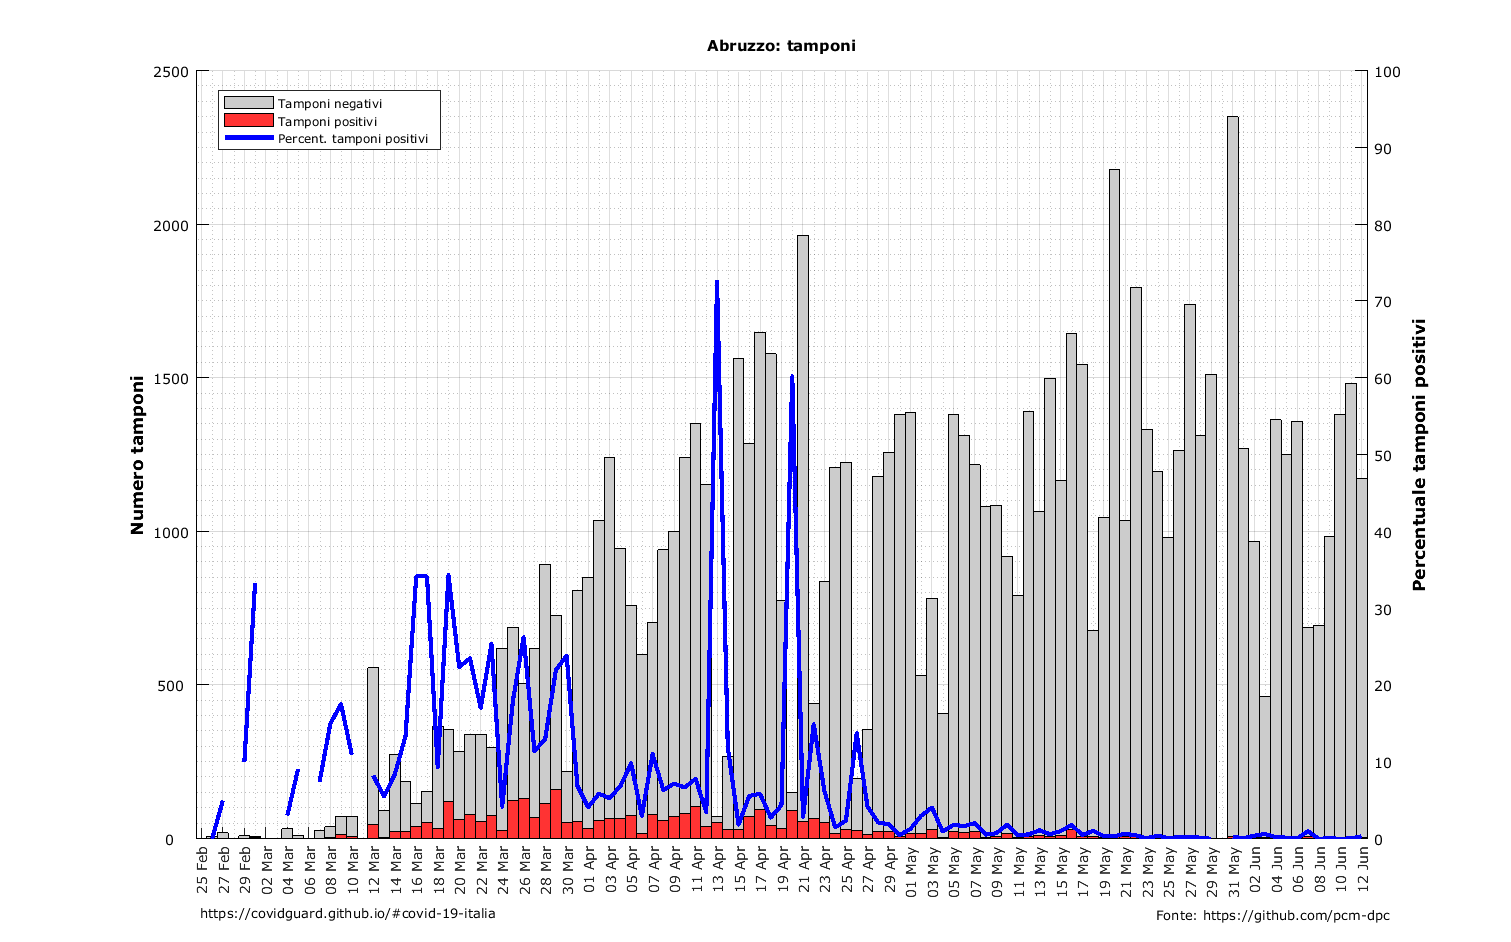 Abruzzo: tamponi
Tamponi negativi
Tamponi positivi
Percent. tamponi positivi
Numero tamponi
0
500
1000
1500
2000
2500
Percentuale tamponi positivi
0
10
20
30
40
50
60
70
80
90
100
25 Feb
27 Feb
29 Feb
02 Mar
04 Mar
06 Mar
08 Mar
10 Mar
12 Mar
14 Mar
16 Mar
18 Mar
20 Mar
22 Mar
24 Mar
26 Mar
28 Mar
30 Mar
01 Apr
03 Apr
05 Apr
07 Apr
09 Apr
11 Apr
13 Apr
15 Apr
17 Apr
19 Apr
21 Apr
23 Apr
25 Apr
27 Apr
29 Apr
01 May
03 May
05 May
07 May
09 May
11 May
13 May
15 May
17 May
19 May
21 May
23 May
25 May
27 May
29 May
31 May
02 Jun
04 Jun
06 Jun
08 Jun
10 Jun
12 Jun
https://covidguard.github.io/#covid-19-italia
Fonte: https://github.com/pcm-dpc